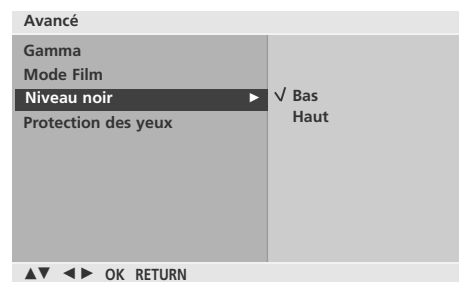 Avancé
Gamma
Mode Film
Niveau noir ►
√ Bas
Haut
Protection des yeux
▲▼ ◄► OK RETURN